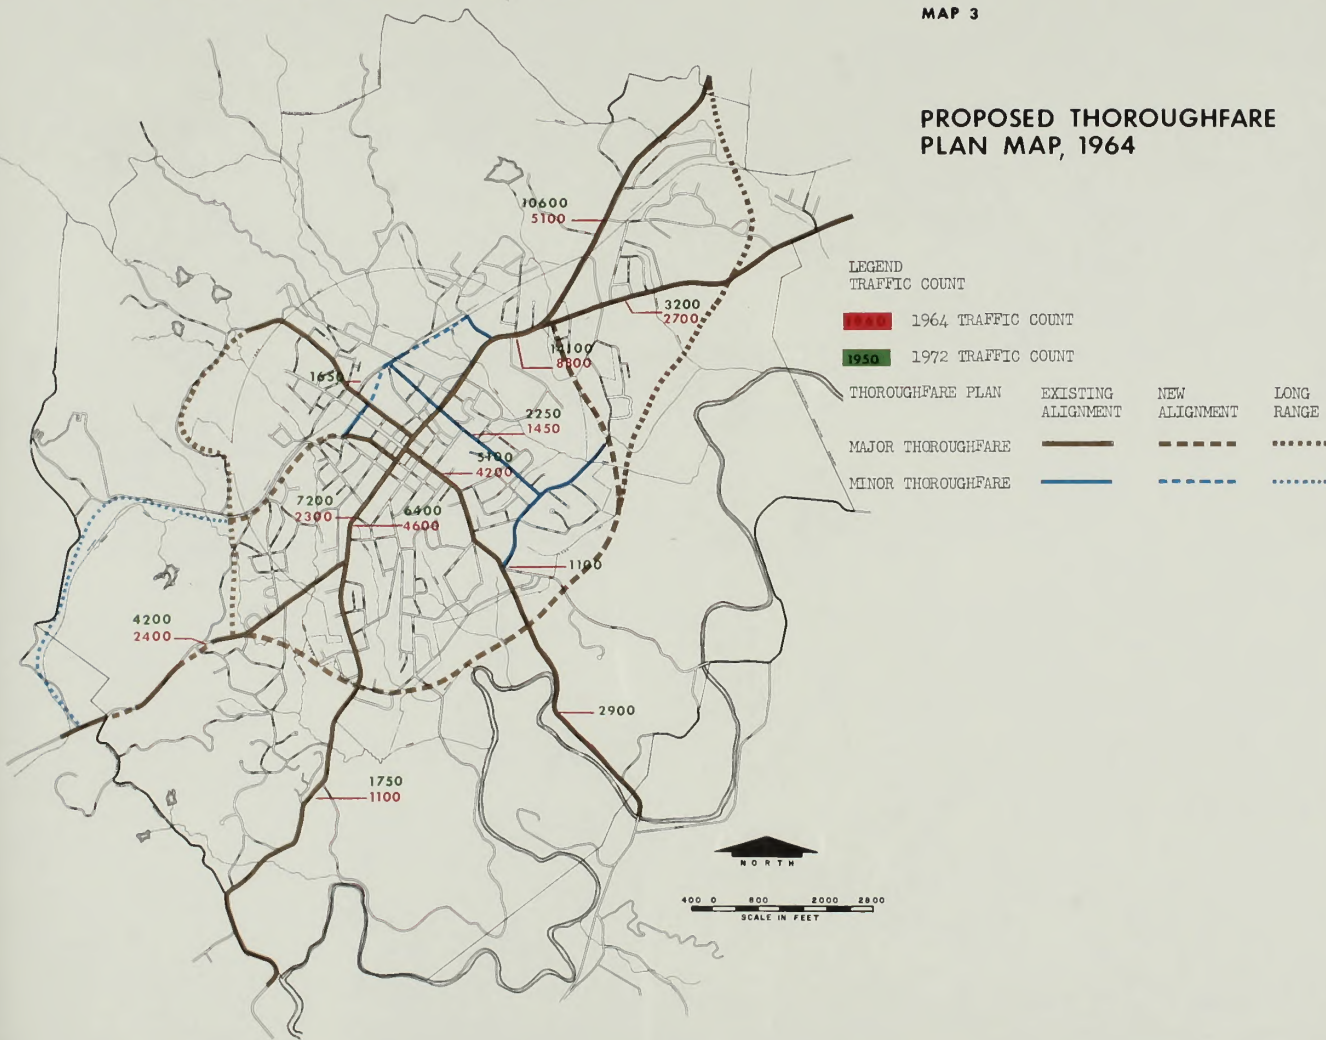 MAP 3
PROPOSED THOROUGHFARE
PLAN MAP, 1964
10600
5100
LEGEND
TRAFFIC COUNT
3200
2700
1964 TRAFFIC COUNT
14100
8800
1950 1972 TRAFFIC COUNT
1650
THOROUGHFARE PLAN
EXISTING
ALIGNMENT
NEW
ALIGNMENT
LONG
RANGE
2250
1450
MAJOR THOROUGHFARE
5100
4200
MINOR THOROUGHFARE
7200
2300
6400
4600
1100
4200
2400
2900
1750
1100
NORTH
400 0 800 2000 2800
SCALE IN FEET